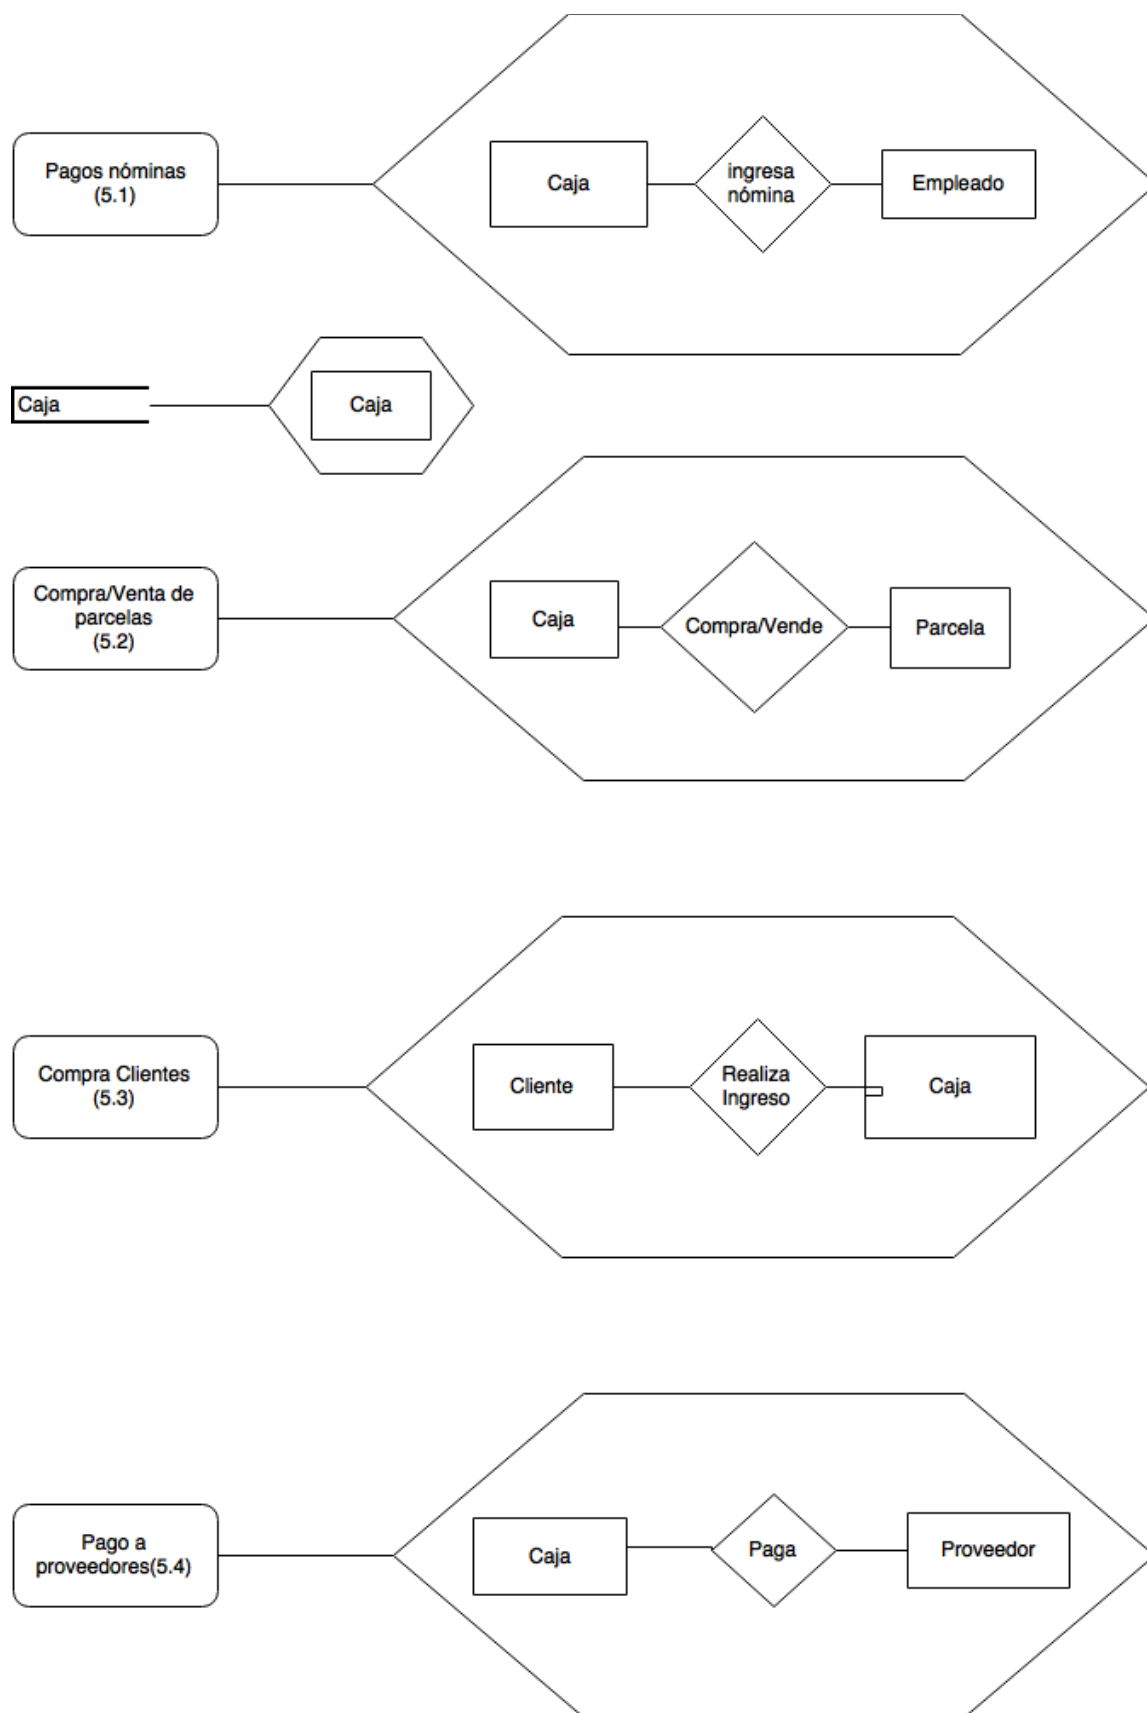 Pagos nóminas
(5.1)
Caja
ingresa
nómina
Empleado
Caja
Caja
Compra/Venta de
parcelas
(5.2)
Caja
Compra/Vende
Parcela
Compra Clientes
(5.3)
Cliente
Realiza
Ingreso
Caja
Pago a
proveedores(5.4)
Caja
Paga
Proveedor